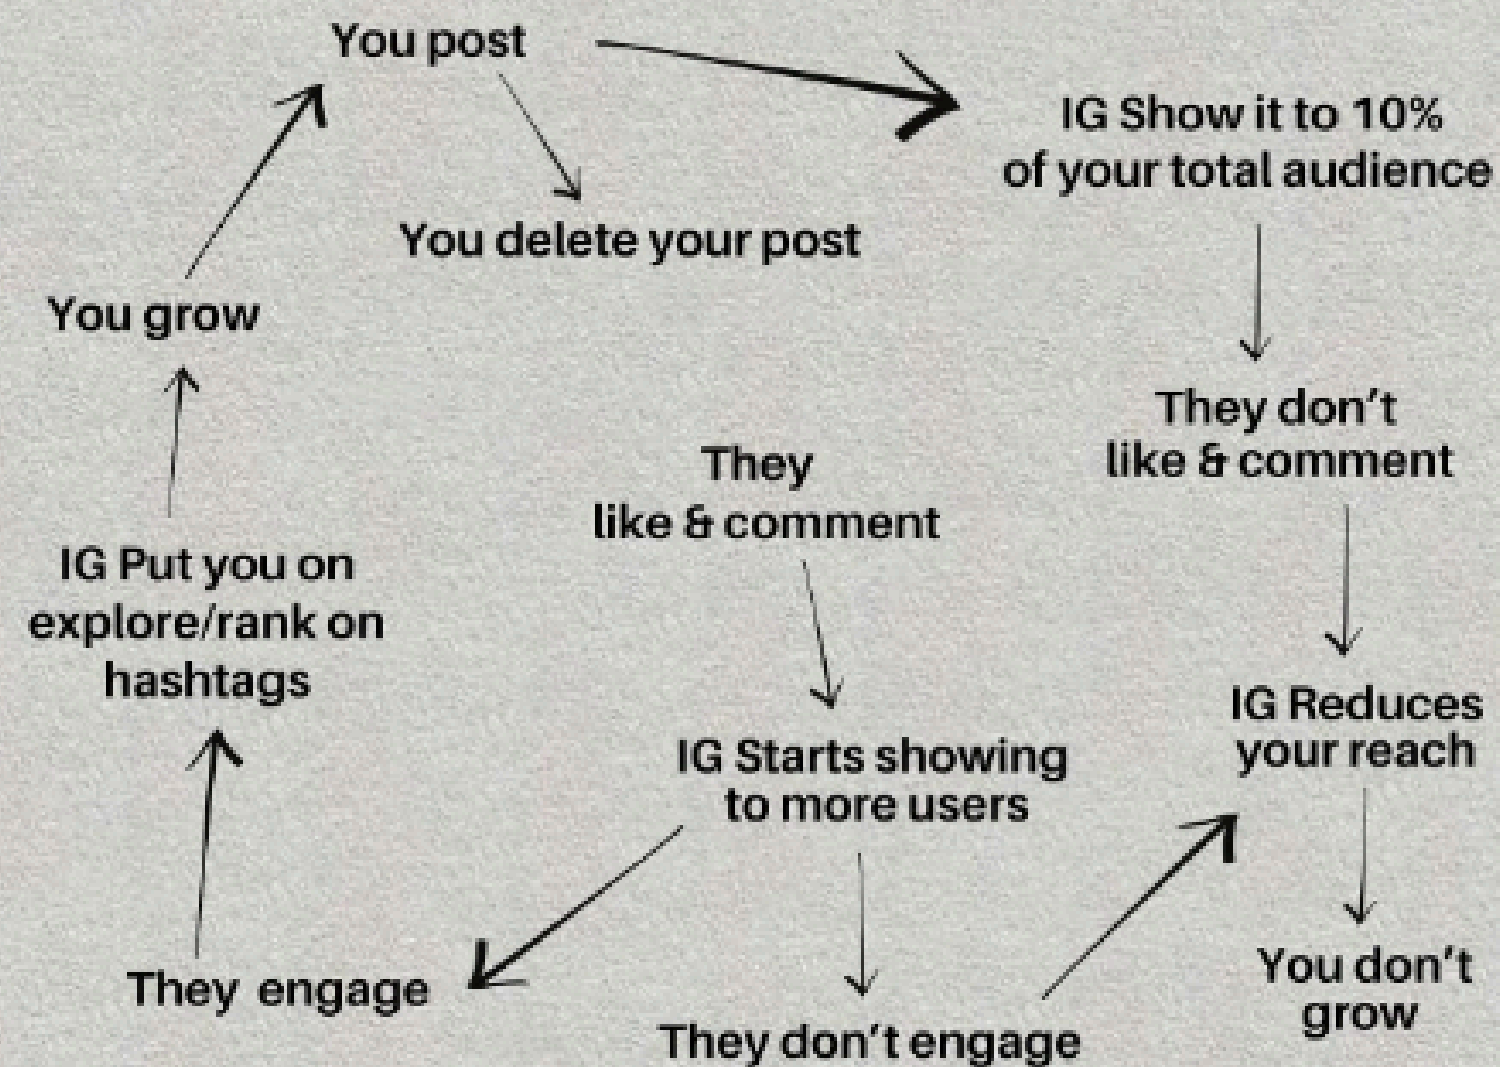 You post
IG Show it to 10%
of your total audience
You delete your post
You grow
They don't
like & comment
They
like & comment
IG Put you on
explore/rank on
hashtags
IG Reduces
your reach
IG Starts showing
to more users
You don't
grow
They engage
They don't engage